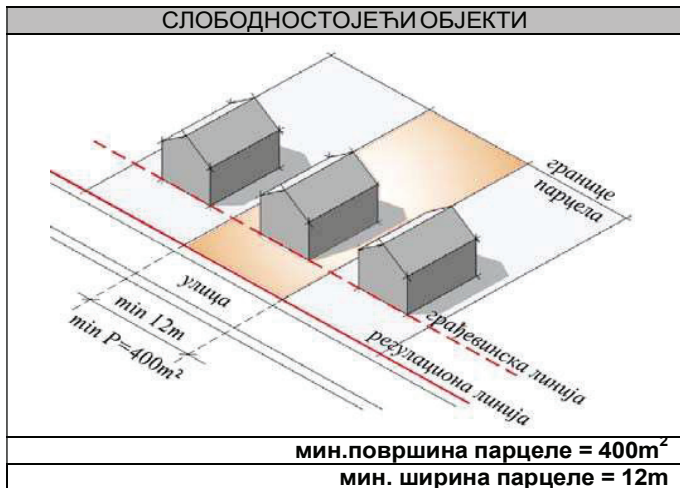 СЛОБОДНОСТОЈЕЋИ ОБЈЕКТИ
границе
парцела
улица
min 12m
min P=400m²
грађевинска линија
регулациона линија
мин.површина парцеле = 400m²
мин. ширина парцеле = 12m